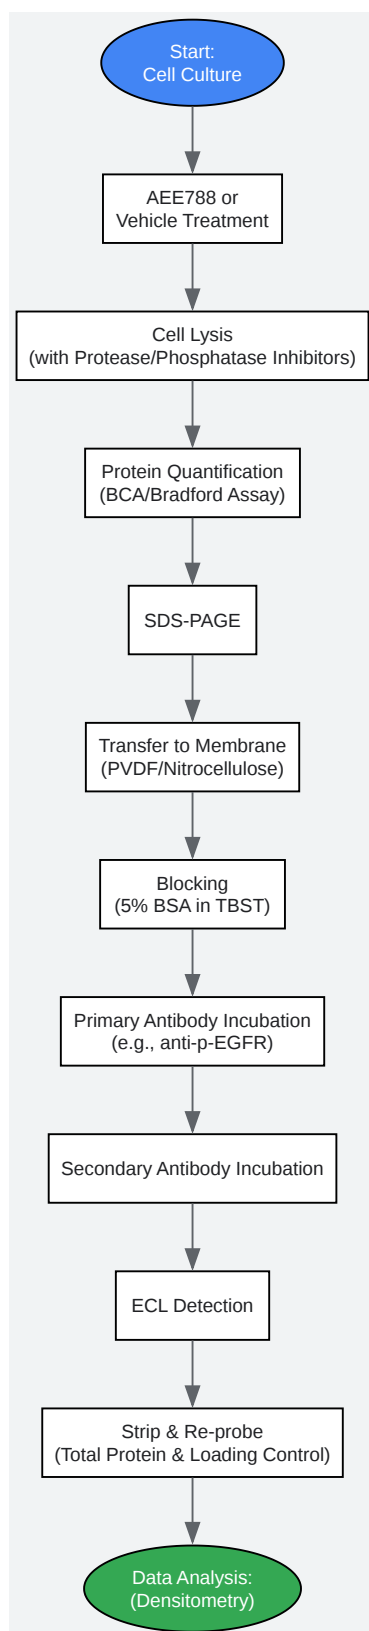 Start:
Cell Culture
AEE788 or
Vehicle Treatment
Cell Lysis
(with Protease/Phosphatase Inhibitors)
Protein Quantification
(BCA/Bradford Assay)
SDS-PAGE
Transfer to Membrane
(PVDF/Nitrocellulose)
Blocking
(5% BSA in TBST)
Primary Antibody Incubation
(e.g., anti-p-EGFR)
Secondary Antibody Incubation
ECL Detection
Strip & Re-probe
(Total Protein & Loading Control)
Data Analysis:
(Densitometry)